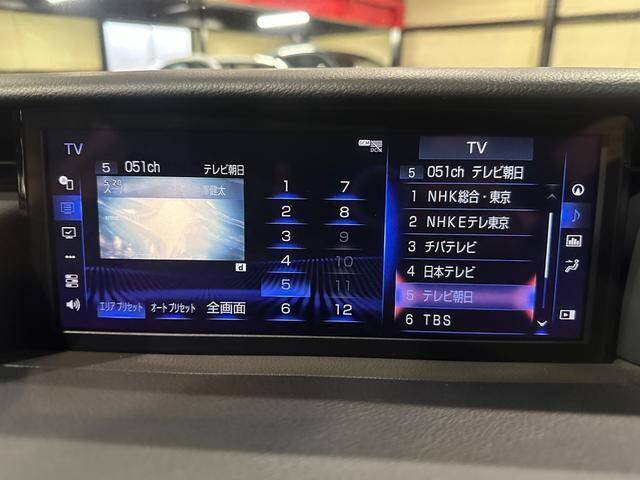 TV
DCM
DCM
TV
5 051ch テレビ朝日
5 051ch テレビ朝日
1 7
2 8
3 9
4 10
5 11
6 12
1 NHK総合・東京
2 NHKEテレ東京
3 チバテレビ
4 日本テレビ
5 テレビ朝日
6 TBS
d
エリアプリセット オートプリセット 全画面